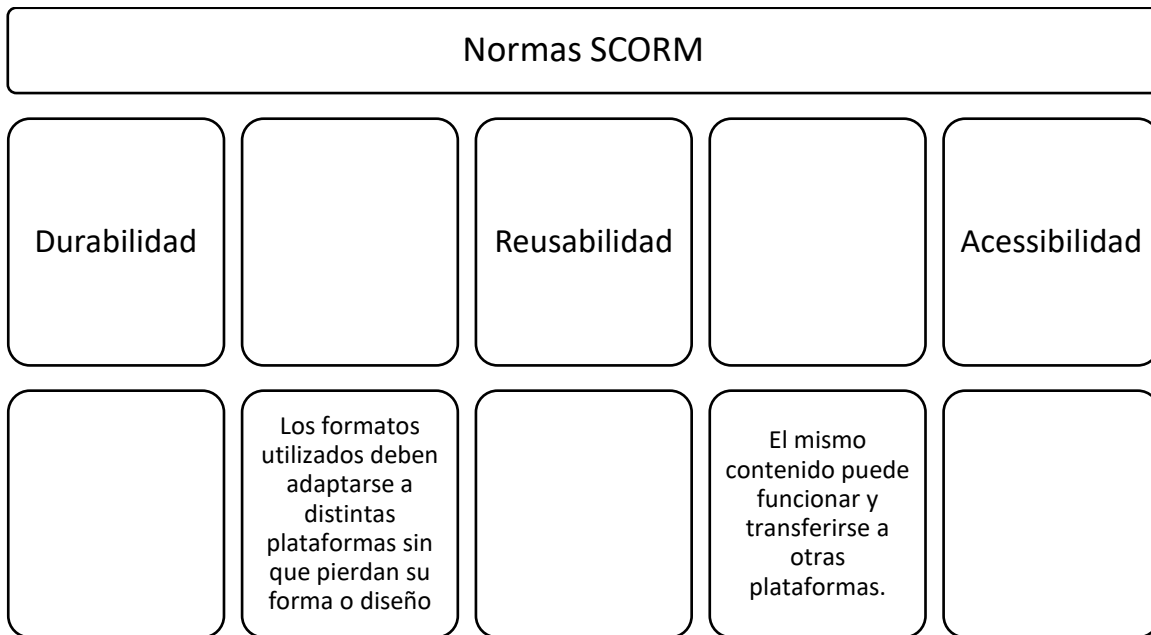 Normas SCORM
Durabilidad
Reusabilidad
Acessibilidad
Los formatos
utilizados deben
adaptarse a
distintas
plataformas sin
que pierdan su
forma o diseño
El mismo
contenido puede
funcionar y
transferirse a
otras
plataformas.